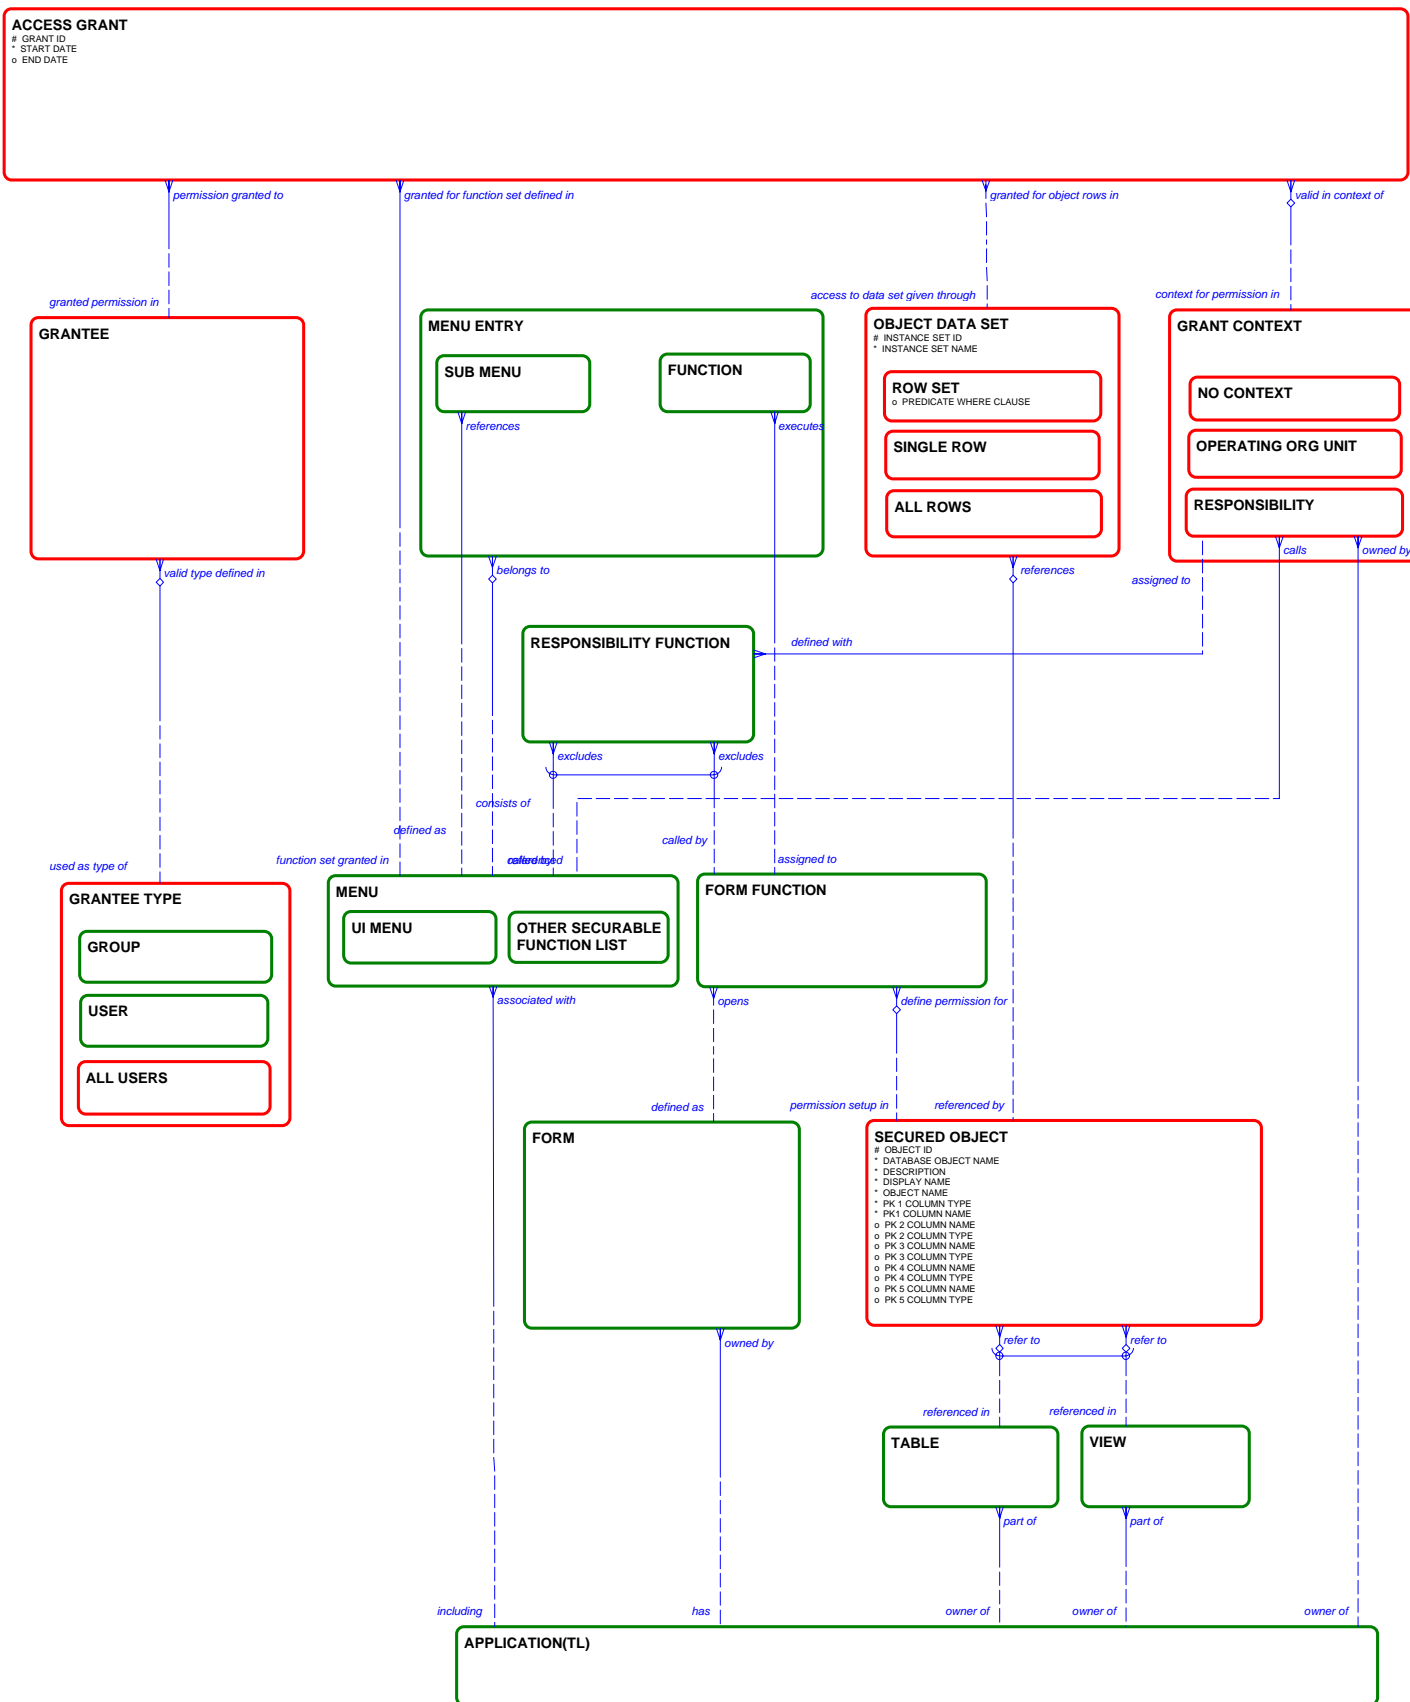 ACCESS GRANT
# GRANT ID
* START DATE
o END DATE
permission granted to
granted for function set defined in
granted for object rows in
valid in context of
granted permission in
access to data set given through
context for permission in
GRANTEE
MENU ENTRY
SUB MENU
FUNCTION
references
executes
OBJECT DATA SET
# INSTANCE SET ID
* INSTANCE SET NAME
ROW SET
o PREDICATE WHERE CLAUSE
SINGLE ROW
ALL ROWS
GRANT CONTEXT
NO CONTEXT
OPERATING ORG UNIT
RESPONSIBILITY
valid type defined in
belongs to
references
assigned to
calls
owned by
RESPONSIBILITY FUNCTION
defined with
excludes
excludes
consists of
defined as
called by
used as type of
function set granted in
assigned to
GRANTEE TYPE
GROUP
USER
ALL USERS
MENU
UI MENU
OTHER SECURABLE
FUNCTION LIST
FORM FUNCTION
associated with
opens
define permission for
defined as
permission setup in
referenced by
FORM
SECURED OBJECT
# OBJECT ID
* DATABASE OBJECT NAME
* DESCRIPTION
* DISPLAY NAME
* OBJECT NAME
* PK 1 COLUMN TYPE
* PK1 COLUMN NAME
o PK 2 COLUMN NAME
o PK 2 COLUMN TYPE
o PK 3 COLUMN NAME
o PK 3 COLUMN TYPE
o PK 4 COLUMN NAME
o PK 4 COLUMN TYPE
o PK 5 COLUMN NAME
o PK 5 COLUMN TYPE
owned by
refer to
refer to
referenced in
referenced in
TABLE
VIEW
part of
part of
including
has
owner of
owner of
owner of
APPLICATION(TL)